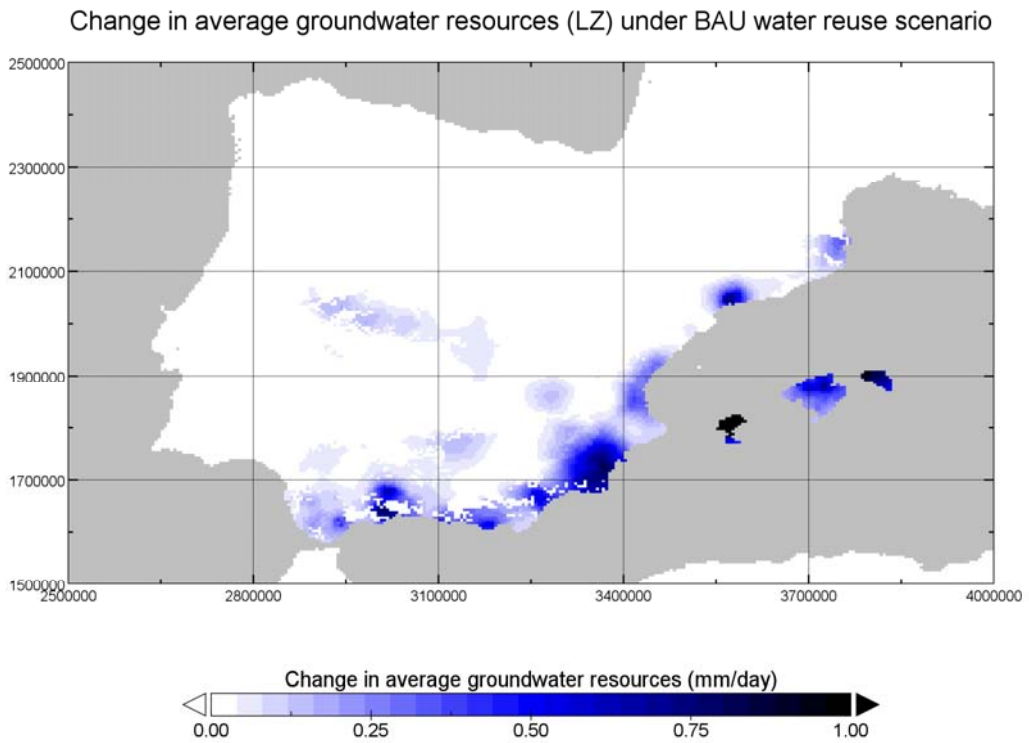 Change in average groundwater resources (LZ) under BAU water reuse scenario
2500000
2300000
2100000
1900000
1700000
1500000
2500000 2800000 3100000 3400000 3700000 4000000
Change in average groundwater resources (mm/day)
0.00 0.25 0.50 0.75 1.00